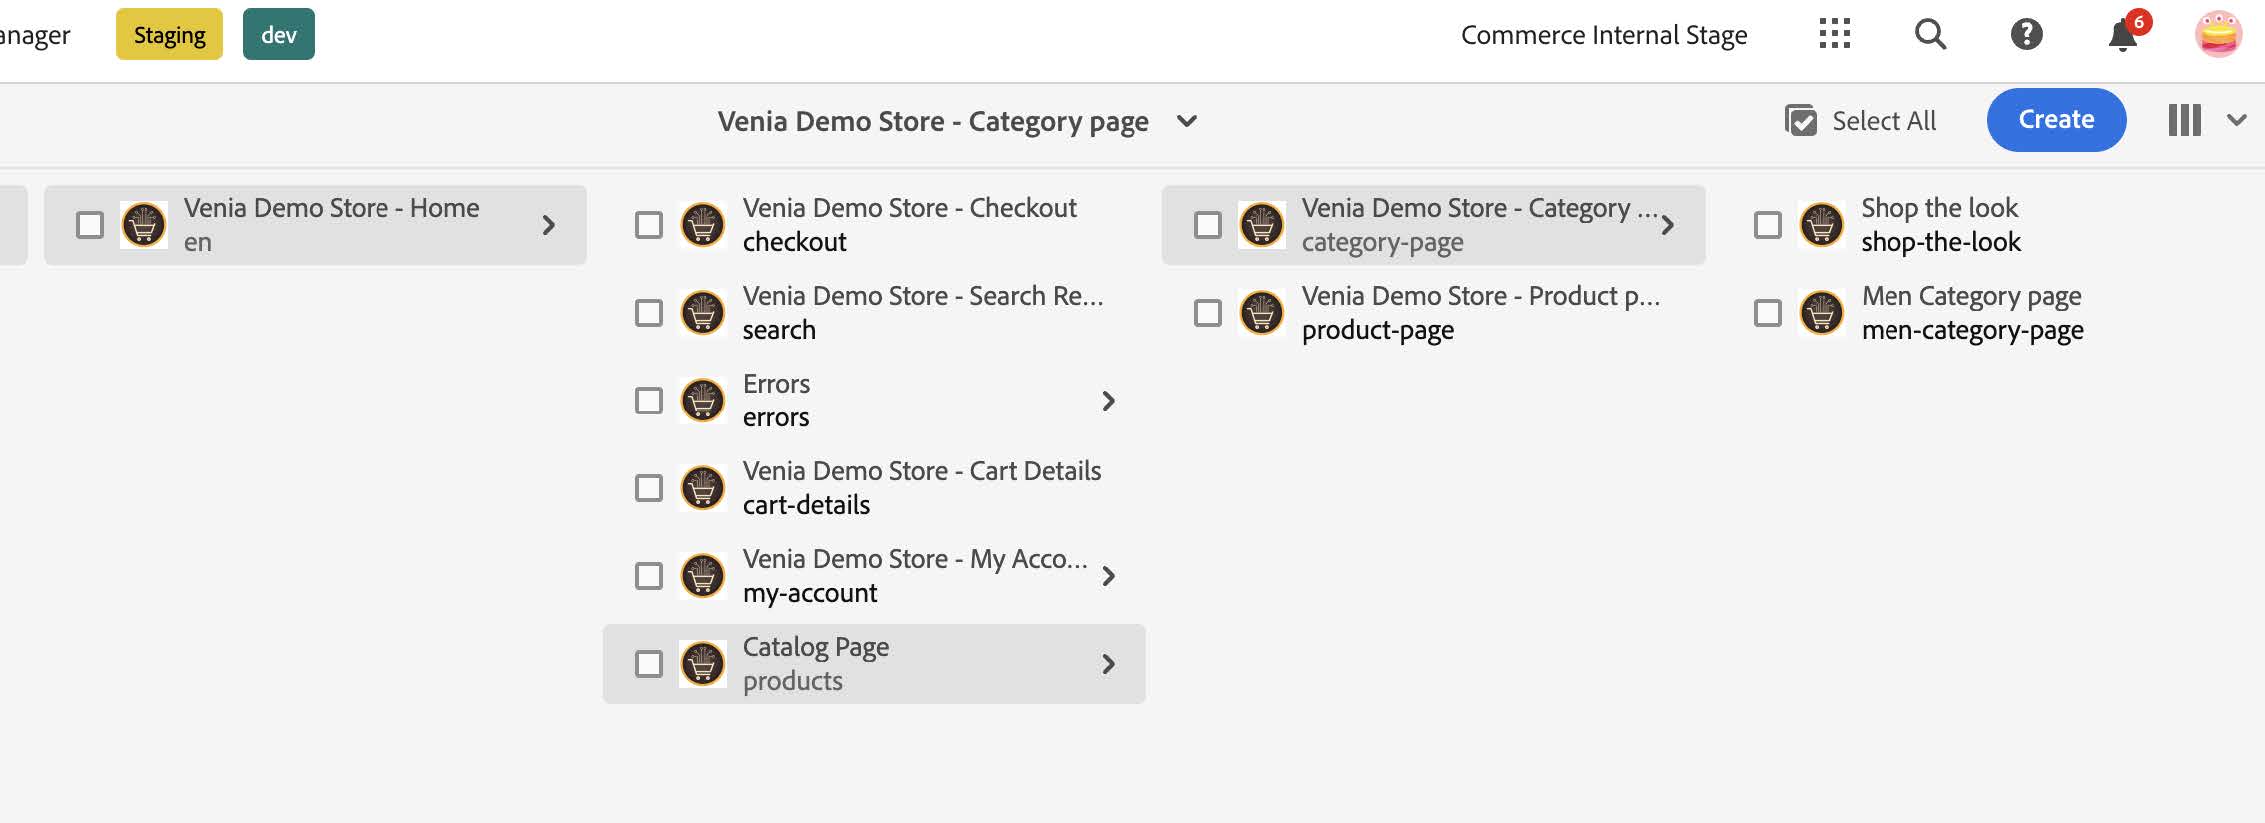 anager
Staging
dev
Commerce Internal Stage
6
Venia Demo Store - Category page
Select All
Create
Venia Demo Store - Home
en
Venia Demo Store - Checkout
checkout
Venia Demo Store - Search Re...
search
Errors
errors
Venia Demo Store - Cart Details
cart-details
Venia Demo Store - My Acco...
my-account
Catalog Page
products
Venia Demo Store - Category ...
category-page
Venia Demo Store - Product p...
product-page
Shop the look
shop-the-look
Men Category page
men-category-page